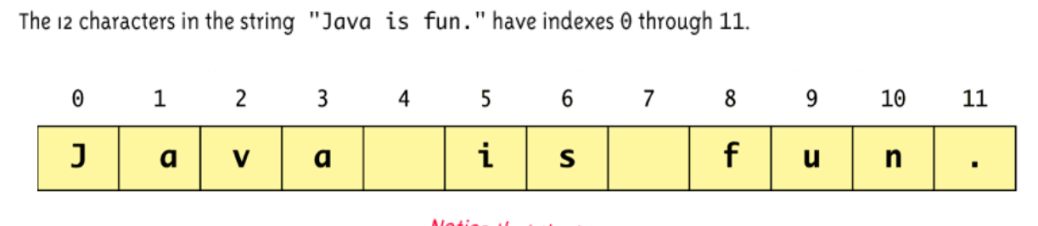 The 12 characters in the string "Java is fun." have indexes 0 through 11.
0 1 2 3 4 5 6 7 8 9 10 11
J a v a i s f u n .